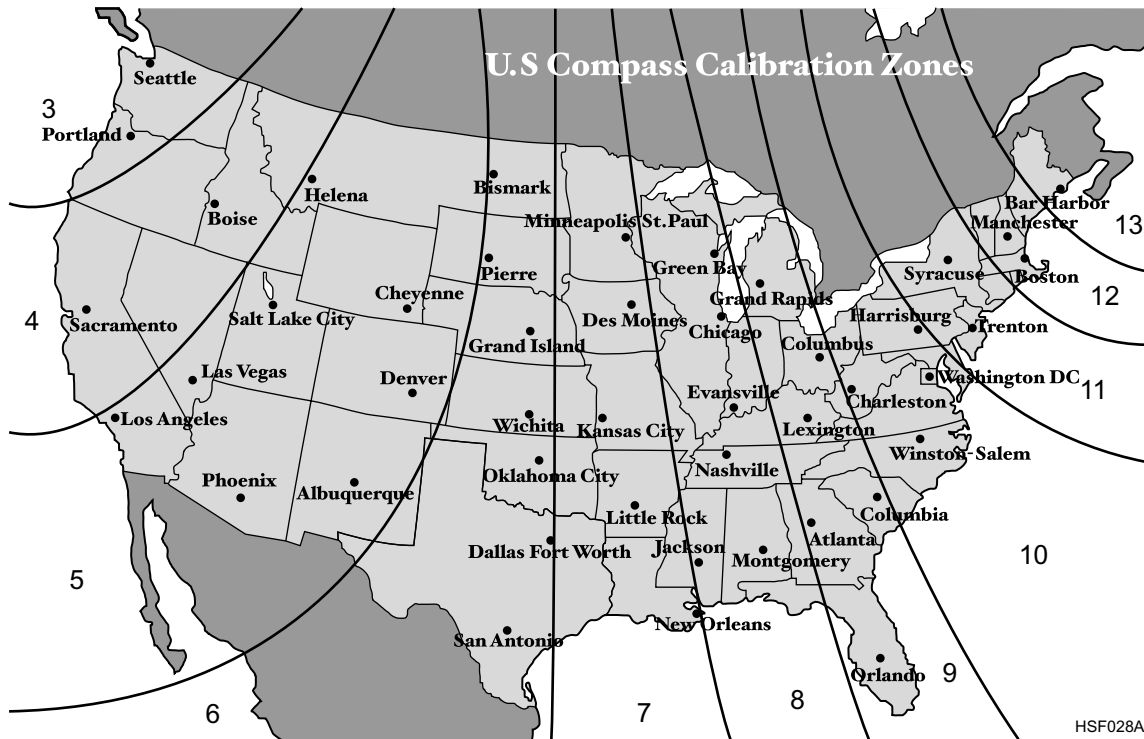 U.S Compass Calibration Zones
Seattle
3
Portland
Helena
Bismark
Boise
Bar Harbor
Minneapolis St.Paul
Manchester
13
Green Bay
Pierre
Syracuse
Boston
Cheyenne
Grand Rapids
12
Salt Lake City
4
Sacramento
Des Moines
Chicago
Harrisburg
Trenton
Grand Island
Columbus
Las Vegas
Denver
Washington DC
11
Evansville
Charleston
Los Angeles
Wichita
Kansas City
Lexington
Winston-Salem
Nashville
Oklahoma City
Phoenix
Albuquerque
Little Rock
Columbia
Dallas Fort Worth
Jackson
Atlanta
Montgomery
10
5
New Orleans
San Antonio
Orlando
9
8
7
6
HSF028A